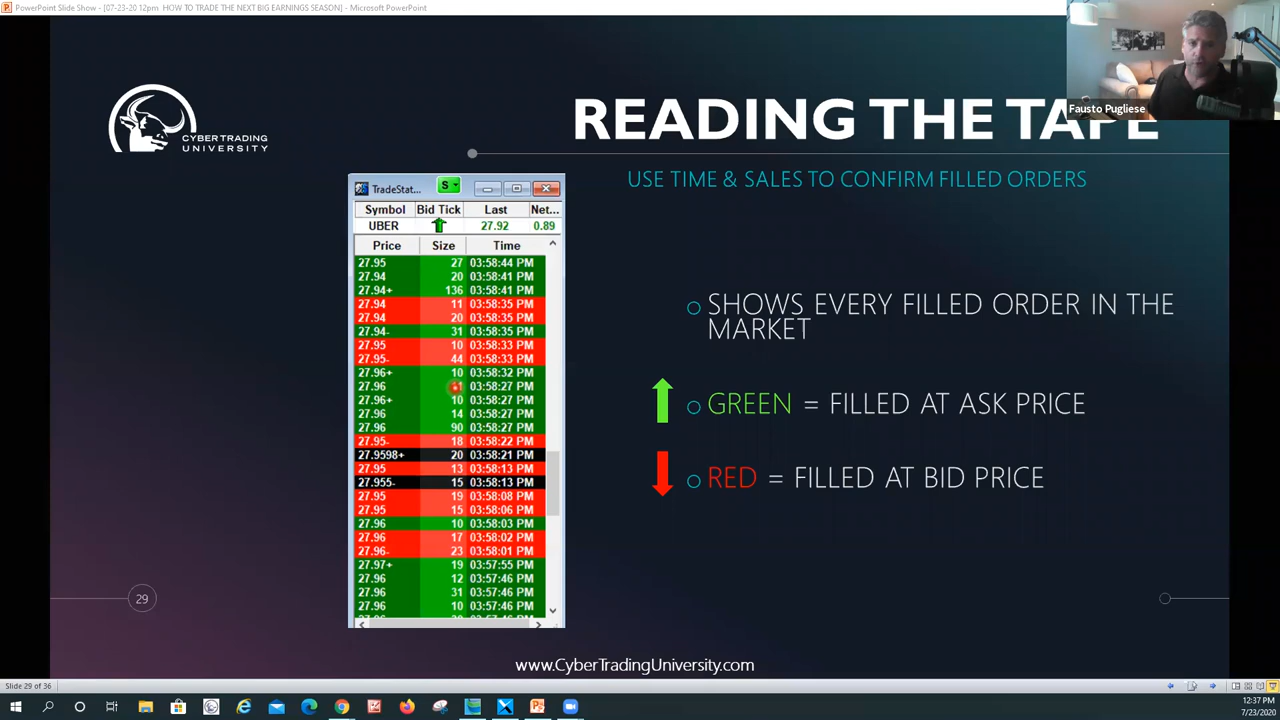 PowerPoint Slide Show - [07-23-20 12pm HOW TO TRADE THE NEXT BIG EARNINGS SEASON] - Microsoft PowerPoint
Fausto Pugliese
CYBERTRADING
UNIVERSITY
READING THE TAPE
USE TIME & SALES TO CONFIRM FILLED ORDERS
TradeStat... S
Symbol Bid Tick Last Net...
UBER 27.92 0.89
Price Size Time
27.95 27 03:58:44 PM
27.94 20 03:58:41 PM
27.94+ 136 03:58:41 PM
27.94 11 03:58:35 PM
27.94 20 03:58:35 PM
27.94- 31 03:58:35 PM
27.95 10 03:58:33 PM
27.95- 44 03:58:33 PM
27.96+ 10 03:58:32 PM
27.96 03:58:27 PM
27.96+ 10 03:58:27 PM
27.96 14 03:58:27 PM
27.96 90 03:58:27 PM
27.95- 18 03:58:22 PM
27.9598+ 20 03:58:21 PM
27.95 13 03:58:13 PM
27.955- 15 03:58:13 PM
27.95 19 03:58:08 PM
27.95 15 03:58:06 PM
27.96 10 03:58:03 PM
27.96 17 03:58:02 PM
27.96- 23 03:58:01 PM
27.97+ 19 03:57:55 PM
27.96 12 03:57:46 PM
27.96 31 03:57:46 PM
27.96 10 03:57:46 PM
SHOWS EVERY FILLED ORDER IN THE
MARKET
GREEN = FILLED AT ASK PRICE
RED = FILLED AT BID PRICE
29
www.CyberTradingUniversity.com
Slide 29 of 36
12:37 PM
7/23/2020